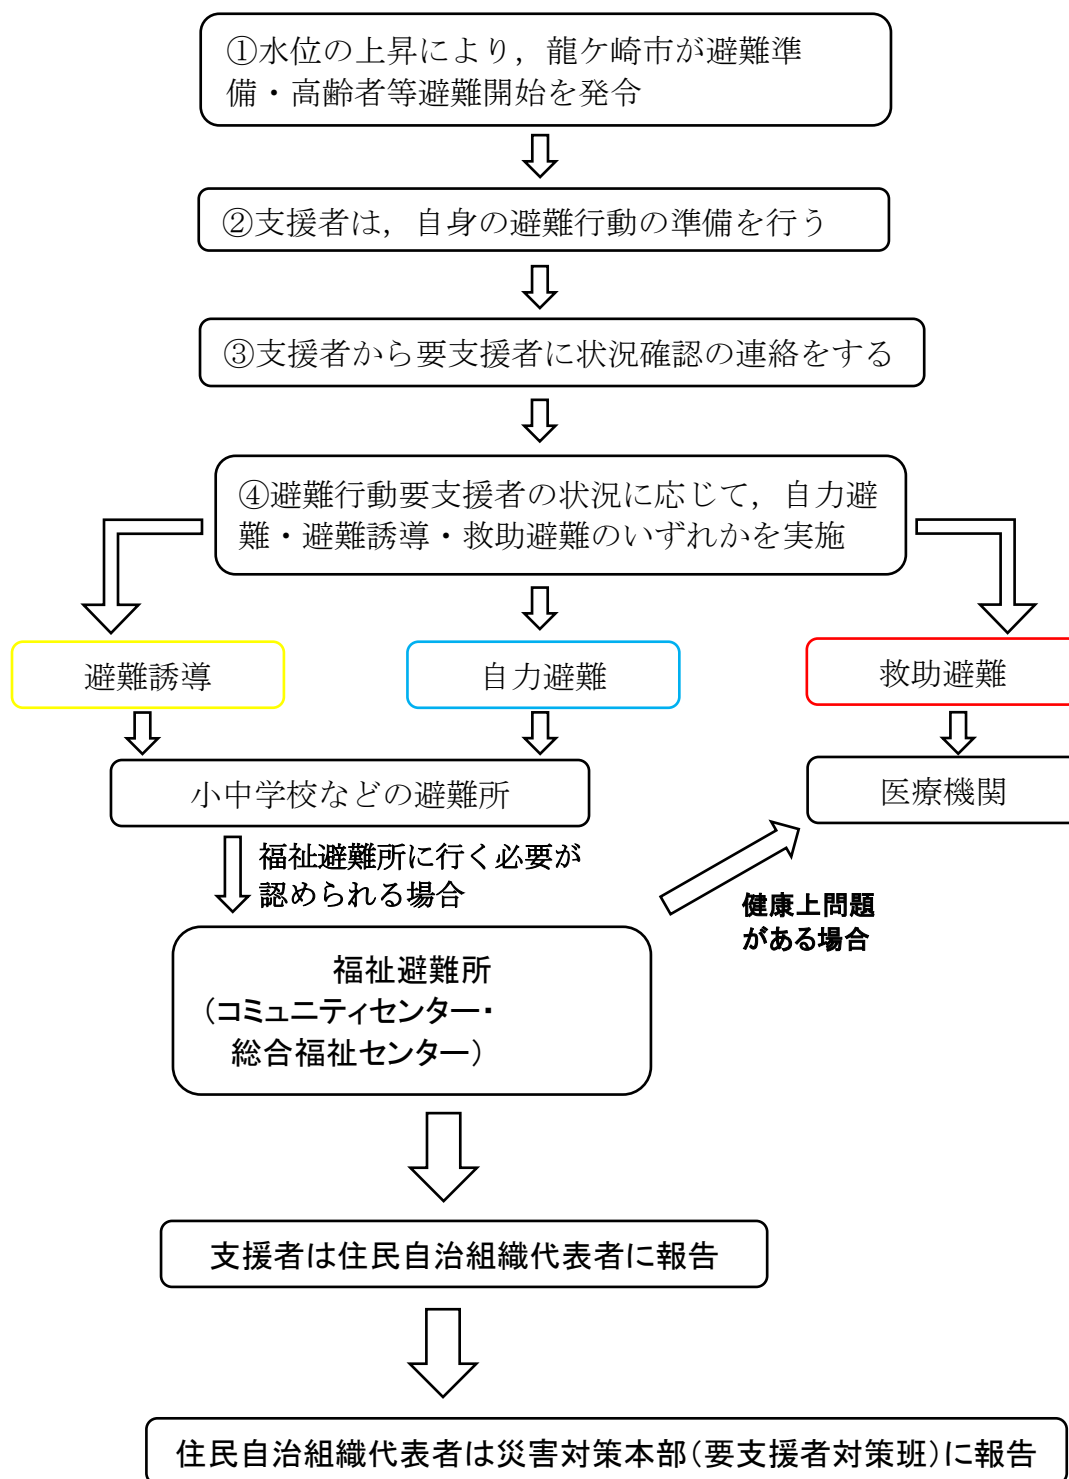 ①水位の上昇により，龍ケ崎市が避難準
備・高齢者等避難開始を発令
②支援者は，自身の避難行動の準備を行う
③支援者から要支援者に状況確認の連絡をする
④避難行動要支援者の状況に応じて，自力避
難・避難誘導・救助避難のいずれかを実施
避難誘導
自力避難
救助避難
小中学校などの避難所
医療機関
福祉避難所に行く必要が
認められる場合
健康上問題
がある場合
福祉避難所
（コミュニティセンター・
総合福祉センター）
支援者は住民自治組織代表者に報告
住民自治組織代表者は災害対策本部（要支援者対策班）に報告